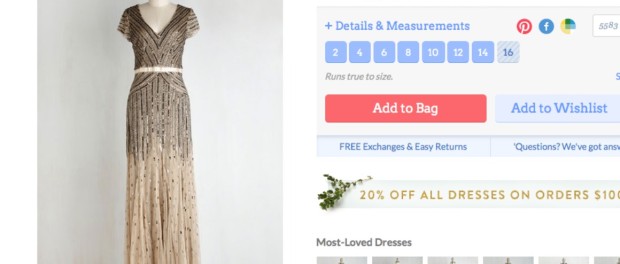 + Details & Measurements
5583
2 4 6 8 10 12 14 16
Runs true to size.
Add to Bag
Add to Wishlist
FREE Exchanges & Easy Returns
'Questions? We've got
20% OFF ALL DRESSES ON ORDERS
Most-Loved Dresses